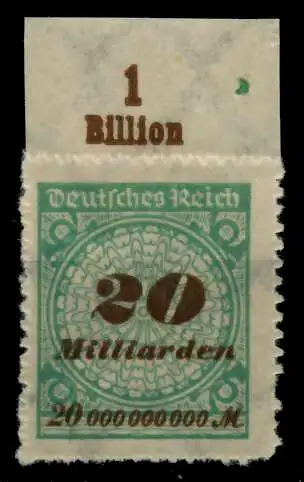 1
Billion
Deutsches Reich
20
Milliarden
20 000 000 000 M